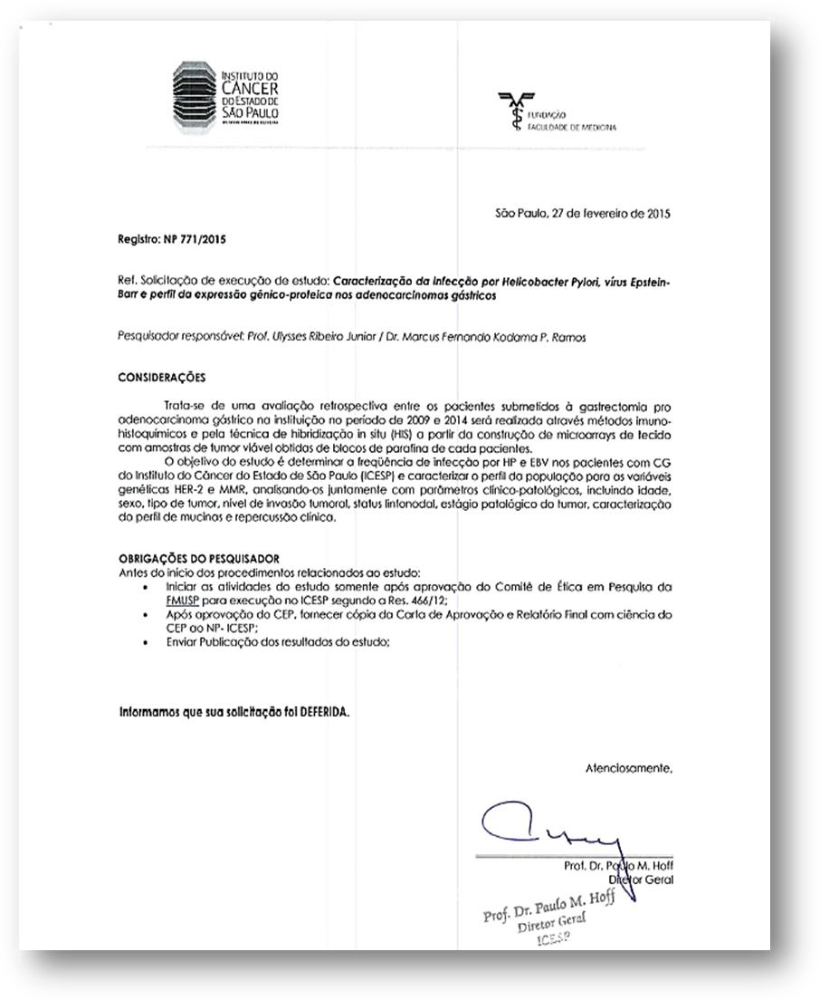 INSTITUTO DO
CÂNCER
DO ESTADO DE
SÃO PAULO
FUNDAÇÃO
FACULDADE DE MEDICINA
São Paulo, 27 de fevereiro de 2015
Registro: NP 771/2015
Ref. Solicitação de execução de estudo: Caracterização da infecção por Helicobacter Pylori, vírus Epstein-
Barr e perfil da expressão gênico-proteica nos adenocarcinomas gástricos
Pesquisador responsável: Prof. Ulysses Ribeiro Junior / Dr. Marcus Fernando Kodama P. Ramos
CONSIDERAÇÕES
Trata-se de uma avaliação retrospectiva entre os pacientes submetidos à gastrectomia pro
adenocarcinoma gástrico na instituição no período de 2009 e 2014 será realizada através métodos imuno-
histoquímicos e pela técnica de hibridização in situ (HIS) a partir da construção de microarrays de tecido
com amostras de tumor viável obtidas de blocos de parafina de cada pacientes.
O objetivo do estudo é determinar a freqüência de infecção por HP e EBV nos pacientes com CG
do Instituto do Câncer do Estado de São Paulo (ICESP) e caracterizar o perfil da população para as variáveis
genéticas HER-2 e MMR, analisando-os juntamente com parâmetros clínico-patológicos, incluindo idade,
sexo, tipo de tumor, nível de invasão tumoral, status linfonodal, estágio patológico do tumor, caracterização
do perfil de mucinas e repercussão clínica.
OBRIGAÇÕES DO PESQUISADOR
Antes do inicio dos procedimentos relacionados ao estudo:
• Iniciar as atividades do estudo somente após aprovação do Comitê de Ética em Pesquisa da
FMUSP para execução no ICESP segundo a Res. 466/12;
• Após aprovação do CEP, fornecer cópia da Carta de Aprovação e Relatório Final com ciência do
CEP ao NP- ICESP;
• Enviar Publicação dos resultados do estudo;
Informamos que sua solicitação foi DEFERIDA.
Atenciosamente,
Prof. Dr. Paulo M. Hoff
Diretor Geral
Prof. Dr. Paulo M. Hoff
Diretor Geral
ICESP